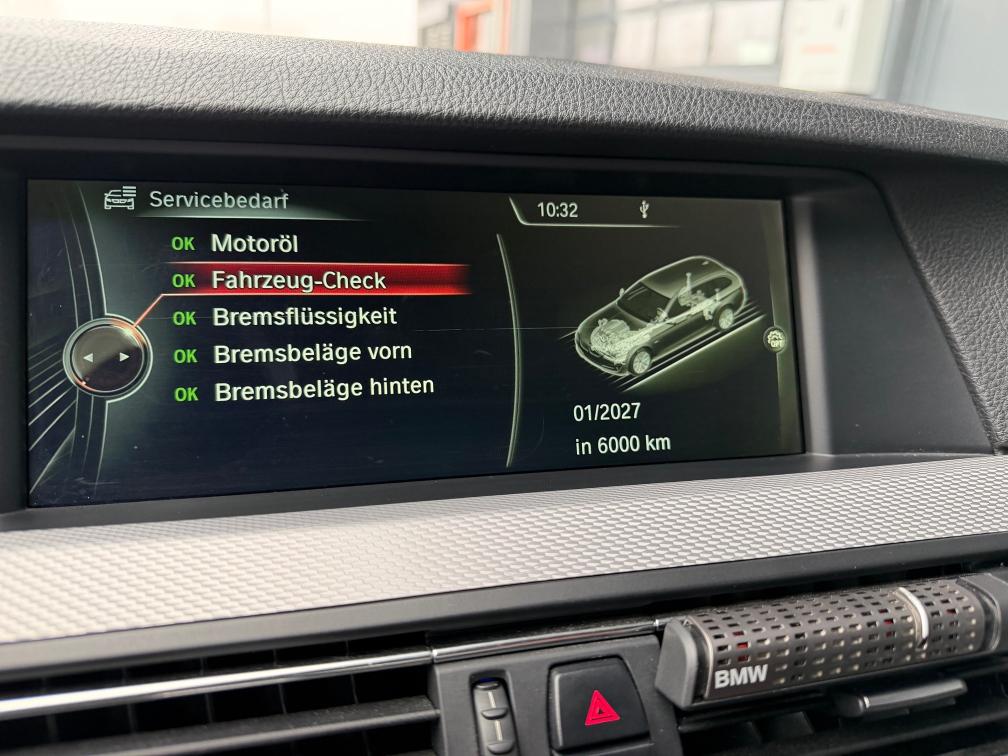 Servicebedarf
10:32
OK Motoröl
OK Fahrzeug-Check
OK Bremsflüssigkeit
OK Bremsbeläge vorn
OK Bremsbeläge hinten
OPT
01/2027
in 6000 km
BMW